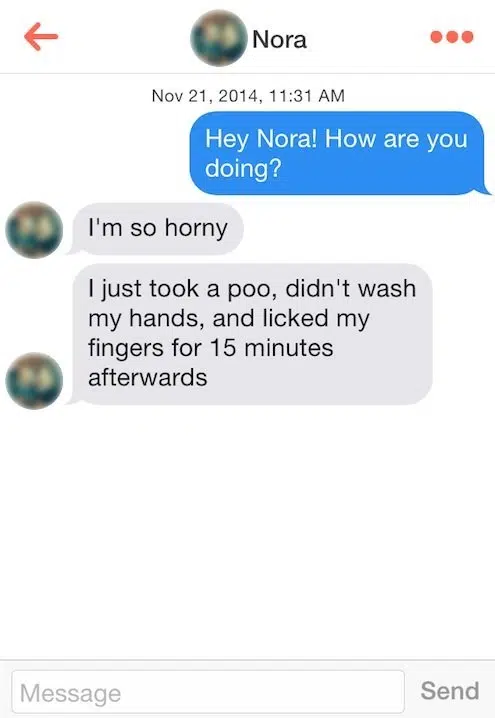 Nora
Nov 21, 2014, 11:31 AM
Hey Nora! How are you
doing?
I'm so horny
I just took a poo, didn't wash
my hands, and licked my
fingers for 15 minutes
afterwards
Message
Send